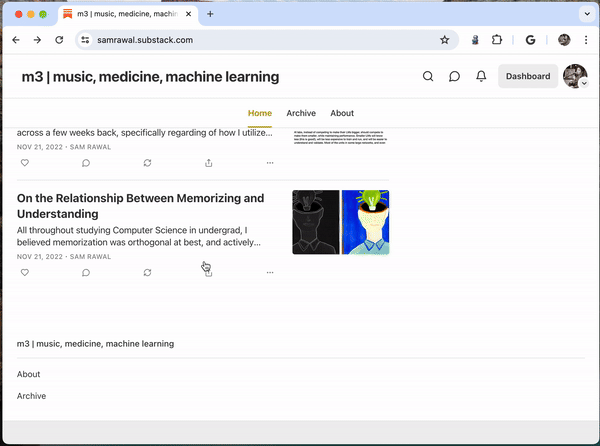 m3 | music, medicine, machin
samrawal.substack.com
m3 | music, medicine, machine learning
Dashboard
Home
Archive
About
across a few weeks back, specifically regarding of how I utilize...
NOV 21, 2022 • SAM RAWAL
On the Relationship Between Memorizing and
Understanding
All throughout studying Computer Science in undergrad, I
believed memorization was orthogonal at best, and actively...
NOV 21, 2022 • SAM RAWAL
m3 | music, medicine, machine learning
About
Archive